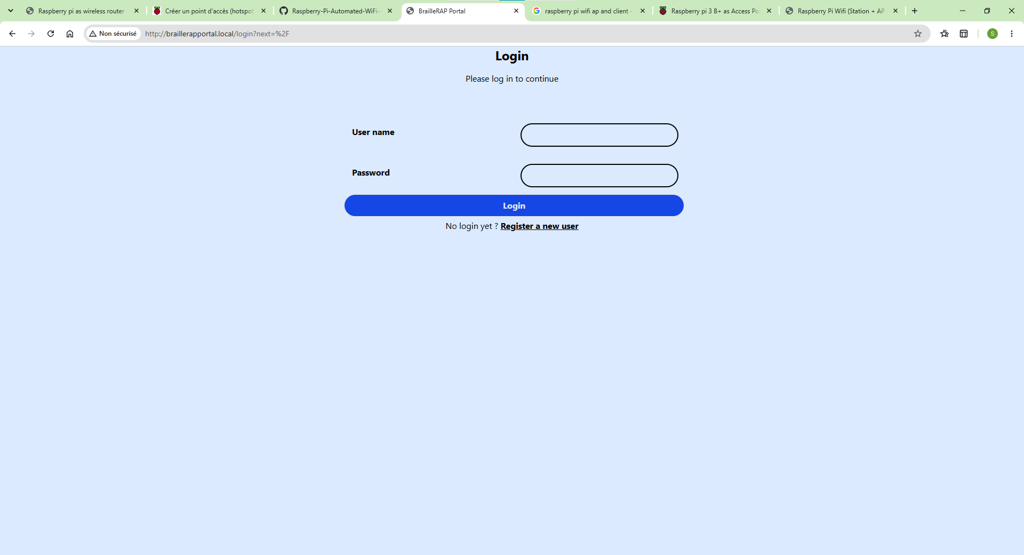 Raspberry pi as wireless router
Créer un point d'accès (hotspo
Raspberry-Pi-Automated-WiFi-
BrailleRAP Portal
raspberry pi wifi ap and client -
Raspberry pi 3 B+ as Access Po
Raspberry Pi Wifi (Station + AP
Non sécurisé http://braillerapportal.local/login?next=%2F
S
Login
Please log in to continue
User name
Password
Login
No login yet ? Register a new user